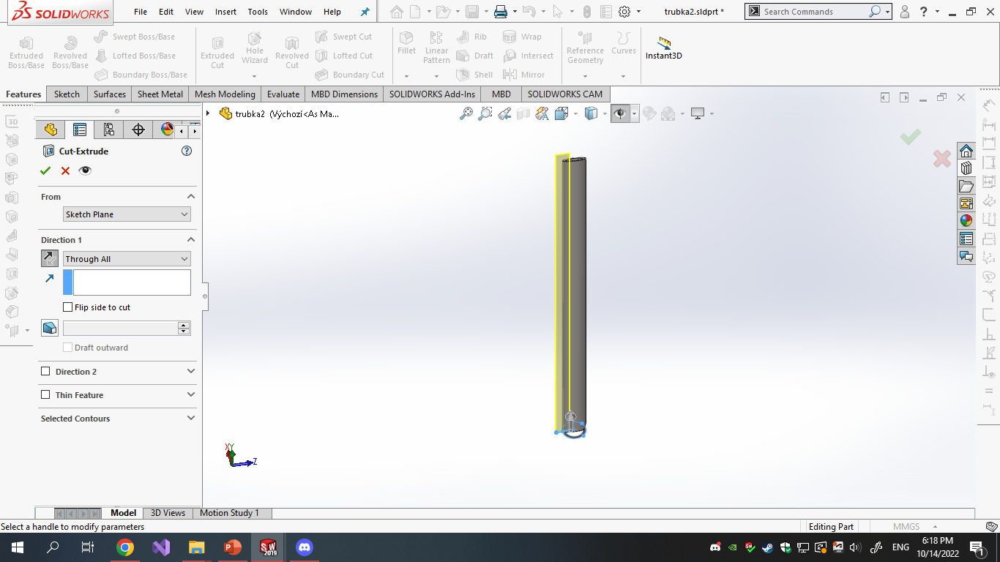 SOLIDWORKS File Edit View Insert Tools Window Help trubka2.sldprt * Search Commands ?
Extruded Boss/Base
Revolved Boss/Base
Swept Boss/Base
Lofted Boss/Base
Boundary Boss/Base
Extruded Cut
Hole Wizard
Revolved Cut
Swept Cut
Lofted Cut
Boundary Cut
Fillet
Linear Pattern
Rib
Draft
Shell
Wrap
Intersect
Mirror
Reference Geometry
Curves
Instant3D
Features Sketch Surfaces Sheet Metal Mesh Modeling Evaluate MBD Dimensions SOLIDWORKS Add-Ins MBD SOLIDWORKS CAM
3D
trubka2 (Výchozí<As Ma...
Cut-Extrude ?
From
Sketch Plane
Direction 1
Through All
Flip side to cut
Draft outward
Direction 2
Thin Feature
Selected Contours
X Y
Z
Model 3D Views Motion Study 1
Select a handle to modify parameters Editing Part MMGS
SW 2019
ENG
6:18 PM
10/14/2022
1